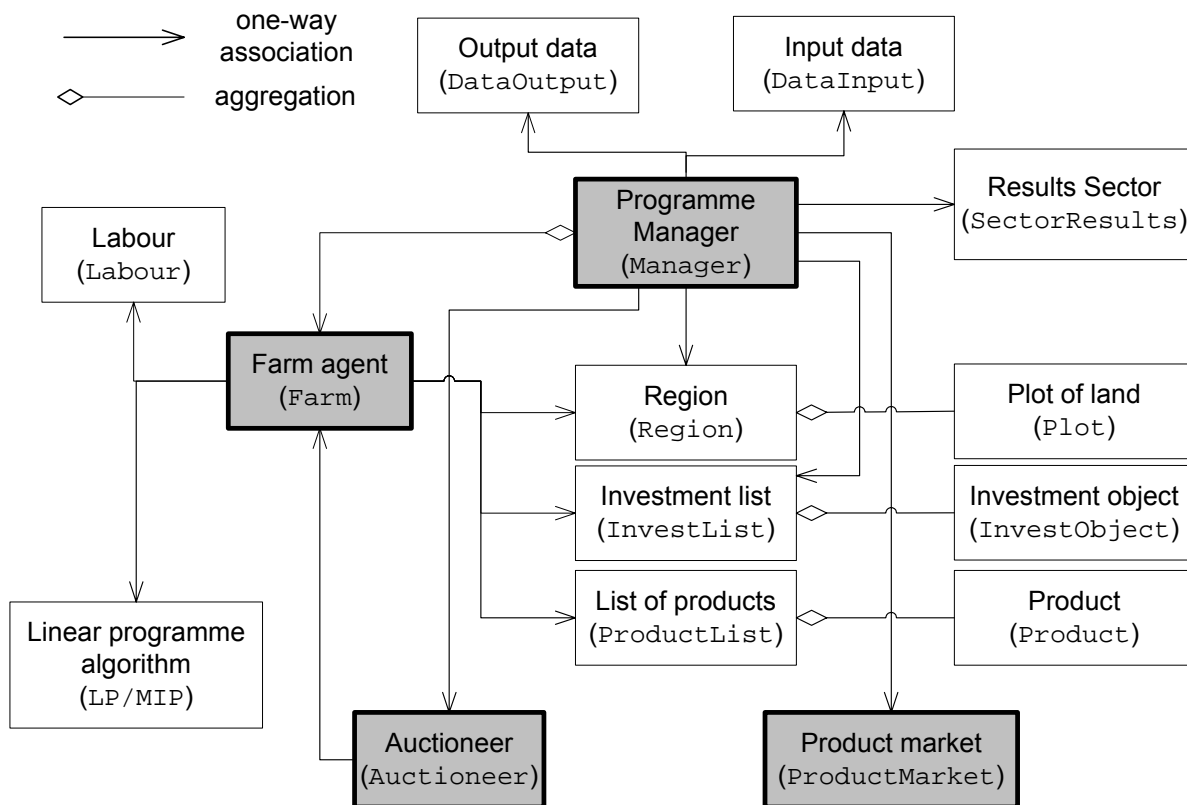 one-way
association
aggregation
Output data
(DataOutput)
Input data
(DataInput)
Programme
Manager
(Manager)
Results Sector
(SectorResults)
Labour
(Labour)
Farm agent
(Farm)
Region
(Region)
Plot of land
(Plot)
Investment list
(InvestList)
Investment object
(InvestObject)
List of products
(ProductList)
Product
(Product)
Linear programme
algorithm
(LP/MIP)
Auctioneer
(Auctioneer)
Product market
(ProductMarket)